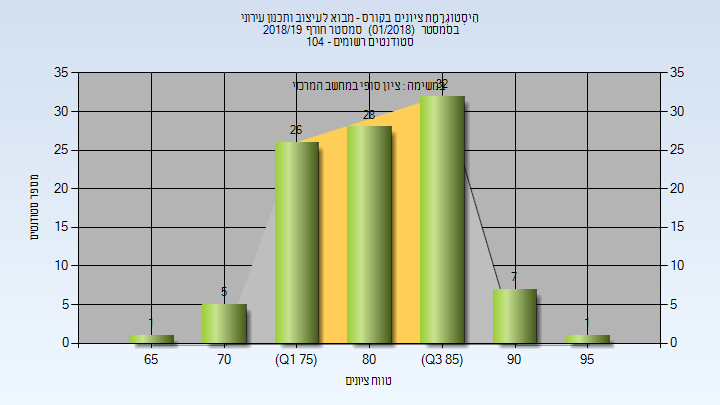 היסטוגרמת ציונים בקורס - מבוא לעיצוב ותכנון עירוני
בסמסטר (01/2018) סמסטר חורף 2018/19
סטודנטים רשומים - 104
משימה : ציון סופי במחשב המרכזי
מספר סטודנטים
35 35
30 30
25 25
20 20
15 15
10 10
5 5
0 0
1 5 26 28 32 7 1
65 70 (Q1 75) 80 (Q3 85) 90 95
טווח ציונים